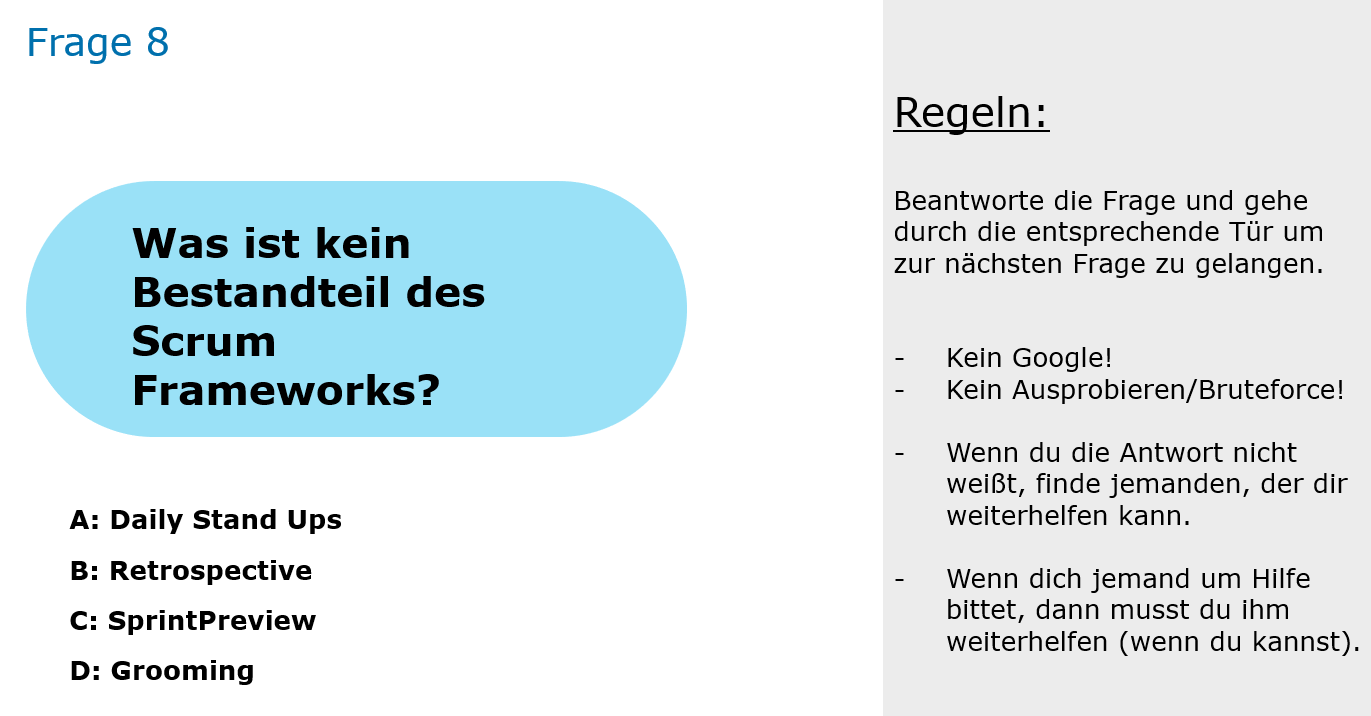 Frage 8
Was ist kein
Bestandteil des
Scrum
Frameworks?
A: Daily Stand Ups
B: Retrospective
C: SprintPreview
D: Grooming
Regeln:
Beantworte die Frage und gehe
durch die entsprechende Tür um
zur nächsten Frage zu gelangen.
- Kein Google!
- Kein Ausprobieren/Bruteforce!
- Wenn du die Antwort nicht
weißt, finde jemanden, der dir
weiterhelfen kann.
- Wenn dich jemand um Hilfe
bittet, dann musst du ihm
weiterhelfen (wenn du kannst).